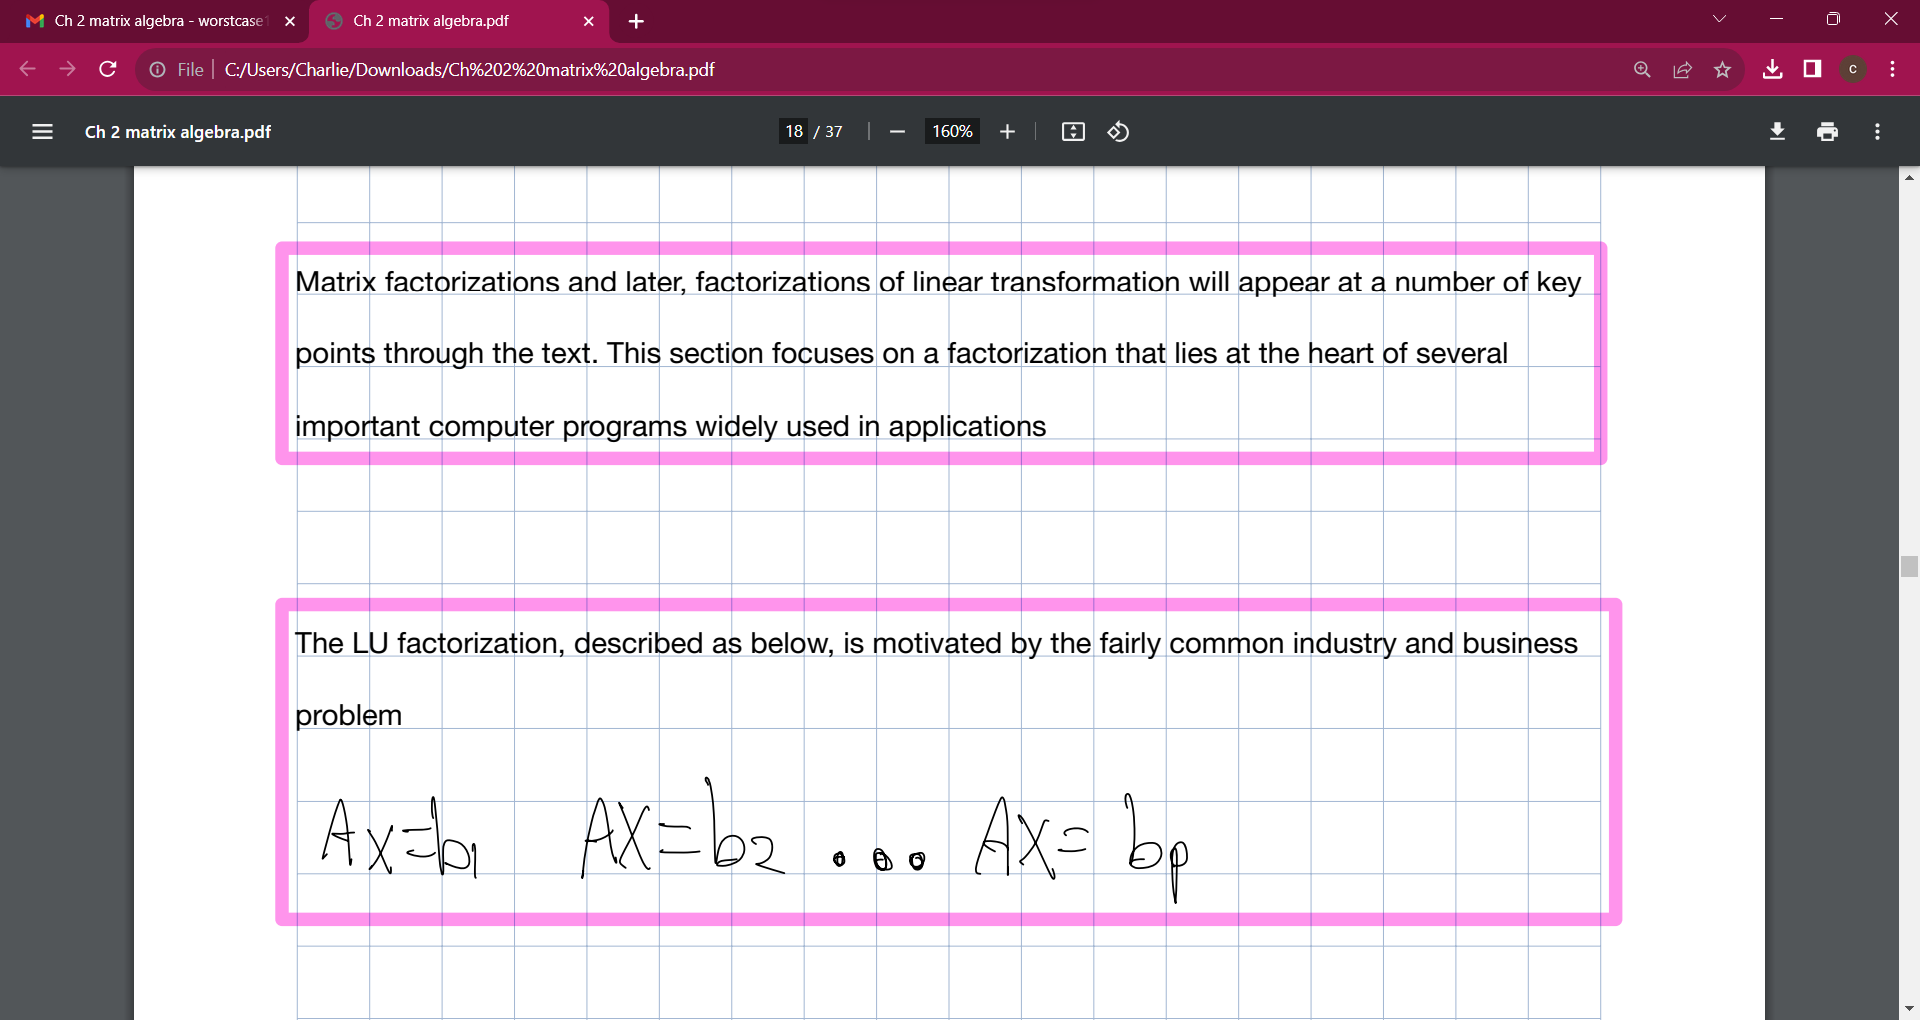 Ch 2 matrix algebra - worstcase
Ch 2 matrix algebra.pdf
File
C:/Users/Charlie/Downloads/Ch%202%20matrix%20algebra.pdf
c
Ch 2 matrix algebra.pdf
18 / 37
160%
Matrix factorizations and later, factorizations of linear transformation will appear at a number of key
points through the text. This section focuses on a factorization that lies at the heart of several
important computer programs widely used in applications
The LU factorization, described as below, is motivated by the fairly common industry and business
problem
Ax=b1 AX=b2 ... AX= bp